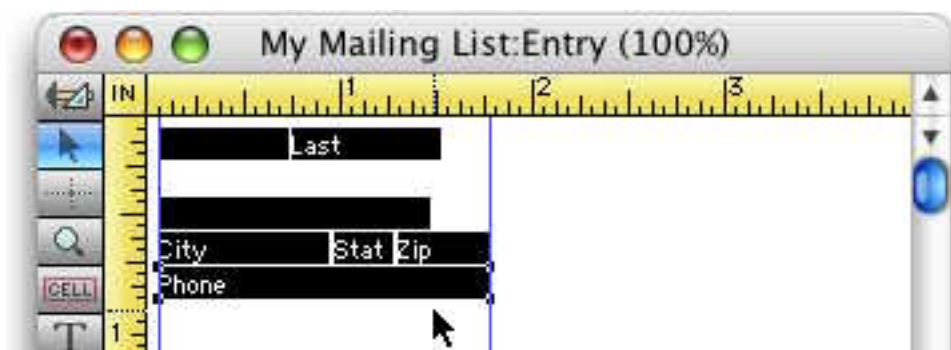 My Mailing List:Entry (100%)
IN 1 2 3
Last
City Stat Zip
CELL Phone
T 1